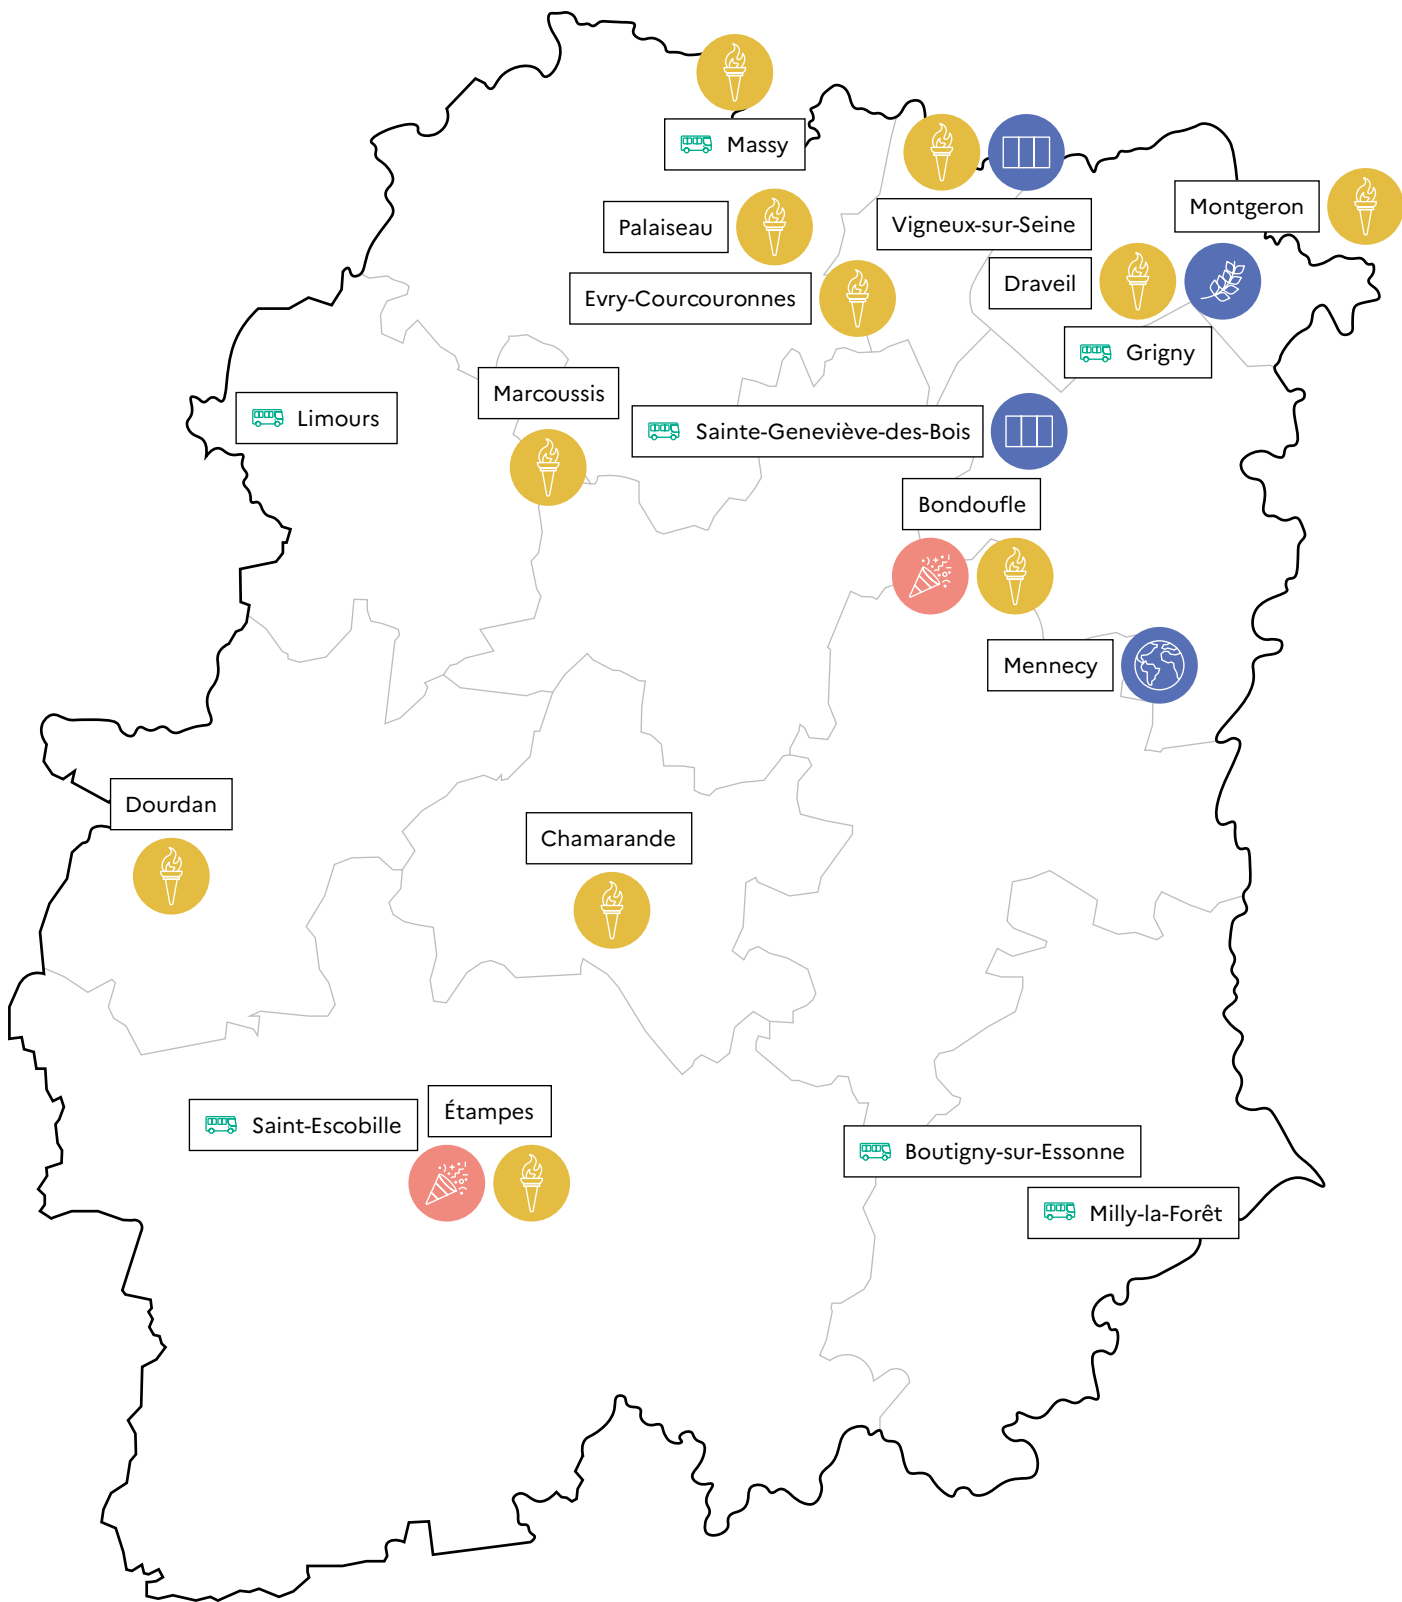 Massy
Vigneux-sur-Seine
Montgeron
Palaiseau
Draveil
Evry-Courcouronnes
Grigny
Marcoussis
Limours
Sainte-Geneviève-des-Bois
Bondoufle
Mennecy
Dourdan
Chamarande
Étampes
Saint-Escobille
Boutigny-sur-Essonne
Milly-la-Forêt